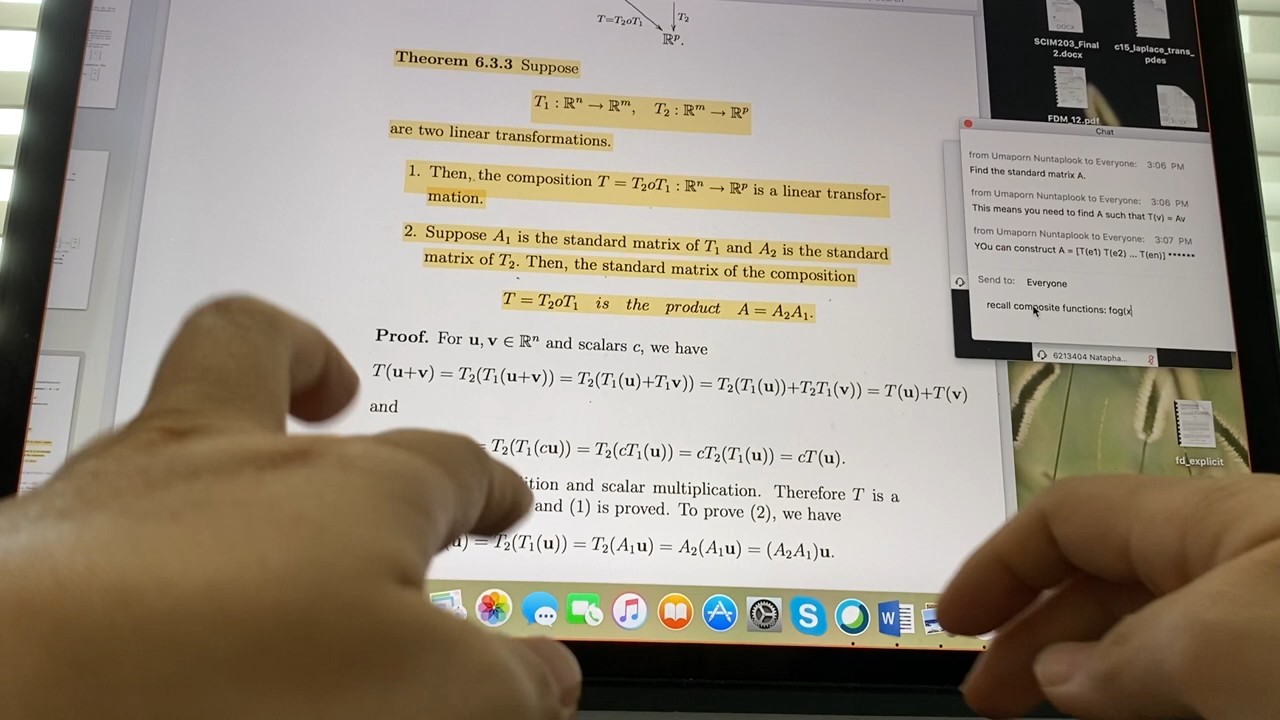 T=T₂oT₁
T₂
ℝᵖ.
Theorem 6.3.3 Suppose
T₁ : ℝⁿ → ℝᵐ, T₂ : ℝᵐ → ℝᵖ
are two linear transformations.
1. Then, the composition T = T₂oT₁ : ℝⁿ → ℝᵖ is a linear transfor-
mation.
2. Suppose A₁ is the standard matrix of T₁ and A₂ is the standard
matrix of T₂. Then, the standard matrix of the composition
T = T₂oT₁ is the product A = A₂A₁.
Proof. For u, v ∈ ℝⁿ and scalars c, we have
T(u+v) = T₂(T₁(u+v)) = T₂(T₁(u)+T₁v)) = T₂(T₁(u))+T₂T₁(v)) = T(u)+T(v)
and
= T₂(T₁(cu)) = T₂(cT₁(u)) = cT₂(T₁(u)) = cT(u).
ition and scalar multiplication. Therefore T is a
and (1) is proved. To prove (2), we have
u) = T₂(T₁(u)) = T₂(A₁u) = A₂(A₁u) = (A₂A₁)u.
DOCX
SCIM203_Final
2.docx
c15_laplace_trans_
pdes
FDM_12.pdf
Chat
from Umaporn Nuntaplook to Everyone: 3:06 PM
Find the standard matrix A.
from Umaporn Nuntaplook to Everyone: 3:06 PM
This means you need to find A such that T(v) = Av
from Umaporn Nuntaplook to Everyone: 3:07 PM
YOu can construct A = [T(e1) T(e2) ... T(en)] ••••••
Send to: Everyone
recall composite functions: fog(x
6213404 Natapha...
fd_explicit
S
W